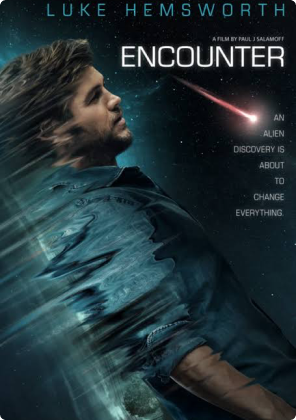 LUKE HEMSWORTH
A FILM BY PAUL J SALAMOFF
ENCOUNTER
AN
ALIEN
DISCOVERY IS
ABOUT
TO
CHANGE
EVERYTHING.